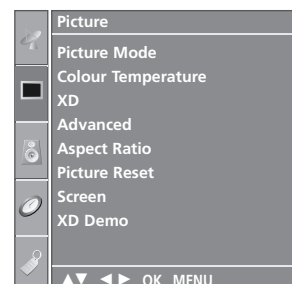 Picture
Picture Mode
Colour Temperature
XD
Advanced
Aspect Ratio
Picture Reset
Screen
XD Demo
▲▼ ◄► OK MENU